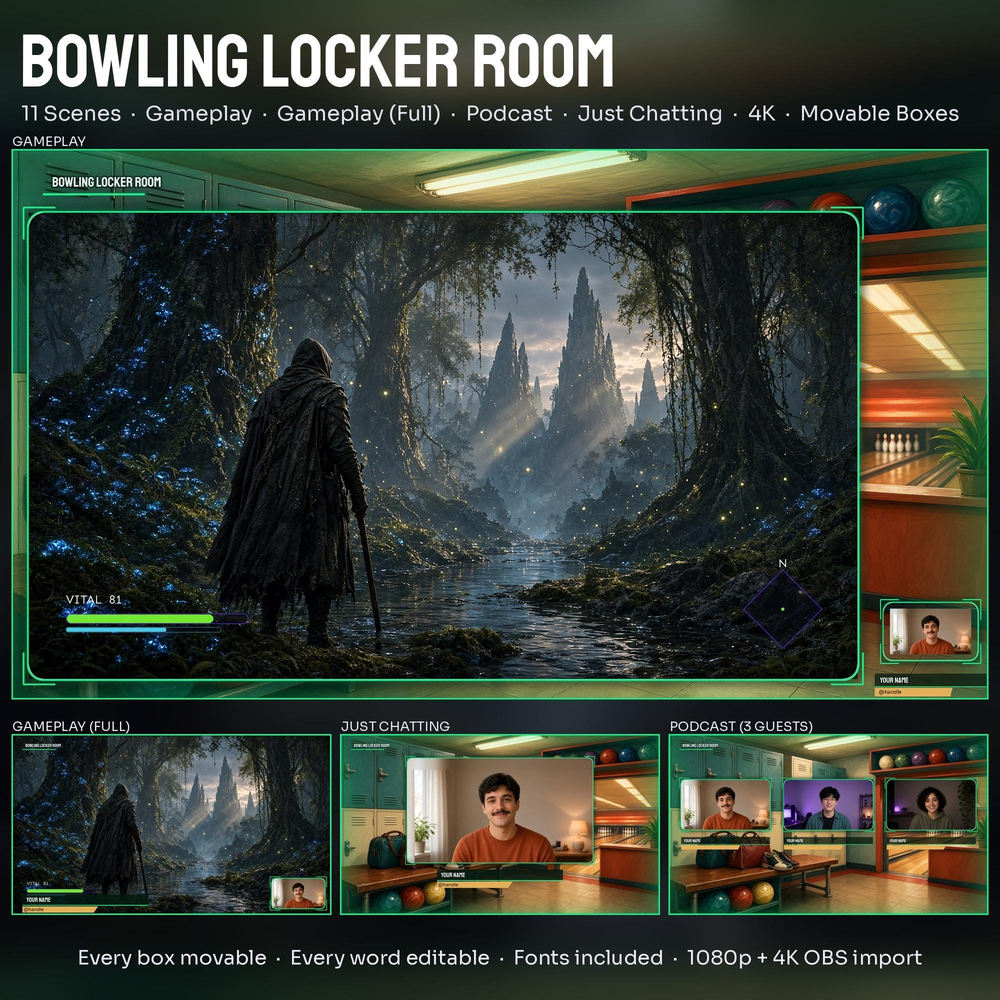 BOWLING LOCKER ROOM
11 Scenes · Gameplay · Gameplay (Full) · Podcast · Just Chatting · 4K · Movable Boxes
GAMEPLAY
BOWLING LOCKER ROOM
VITAL 81
N
YOUR NAME
@handle
GAMEPLAY (FULL)
JUST CHATTING
PODCAST (3 GUESTS)
BOWLING LOCKER ROOM
BOWLING LOCKER ROOM
BOWLING LOCKER ROOM
YOUR NAME
YOUR NAME
YOUR NAME
VITAL 81
N
YOUR NAME
@handle
YOUR NAME
@handle
Every box movable · Every word editable · Fonts included · 1080p + 4K OBS import